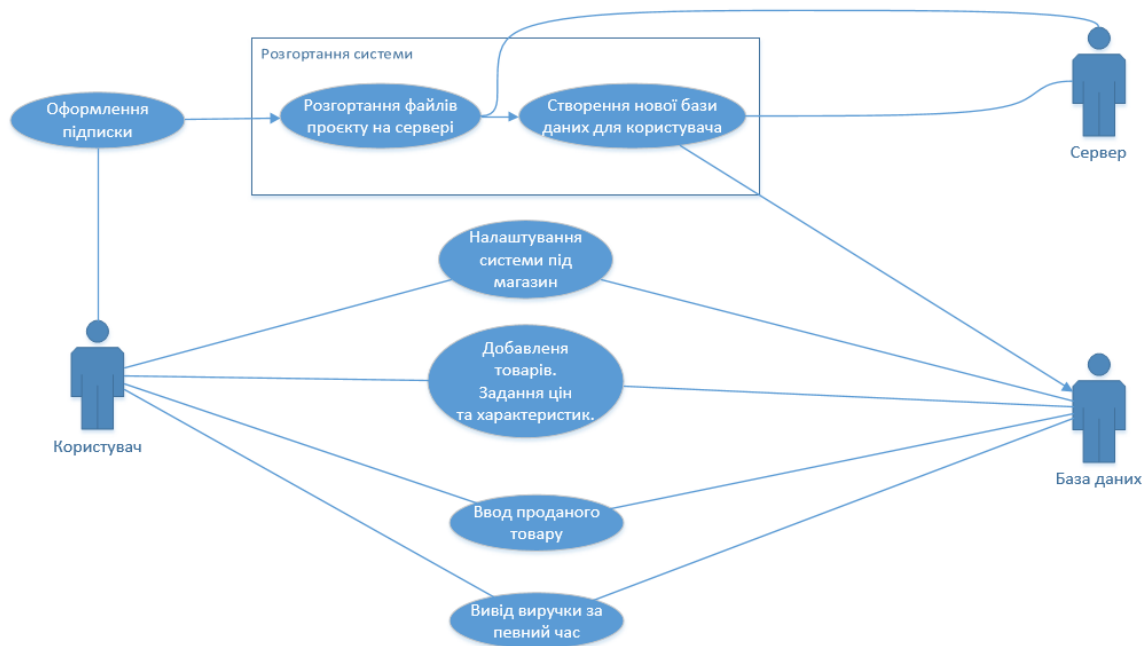 Розгортання системи
Оформлення
підписки
Розгортання файлів
проєкту на сервері
Створення нової бази
даних для користувача
Сервер
Налаштування
системи під
магазин
Добавленя
товарів.
Задання цін
та характеристик.
Користувач
База даних
Ввод проданого
товару
Вивід виручки за
певний час